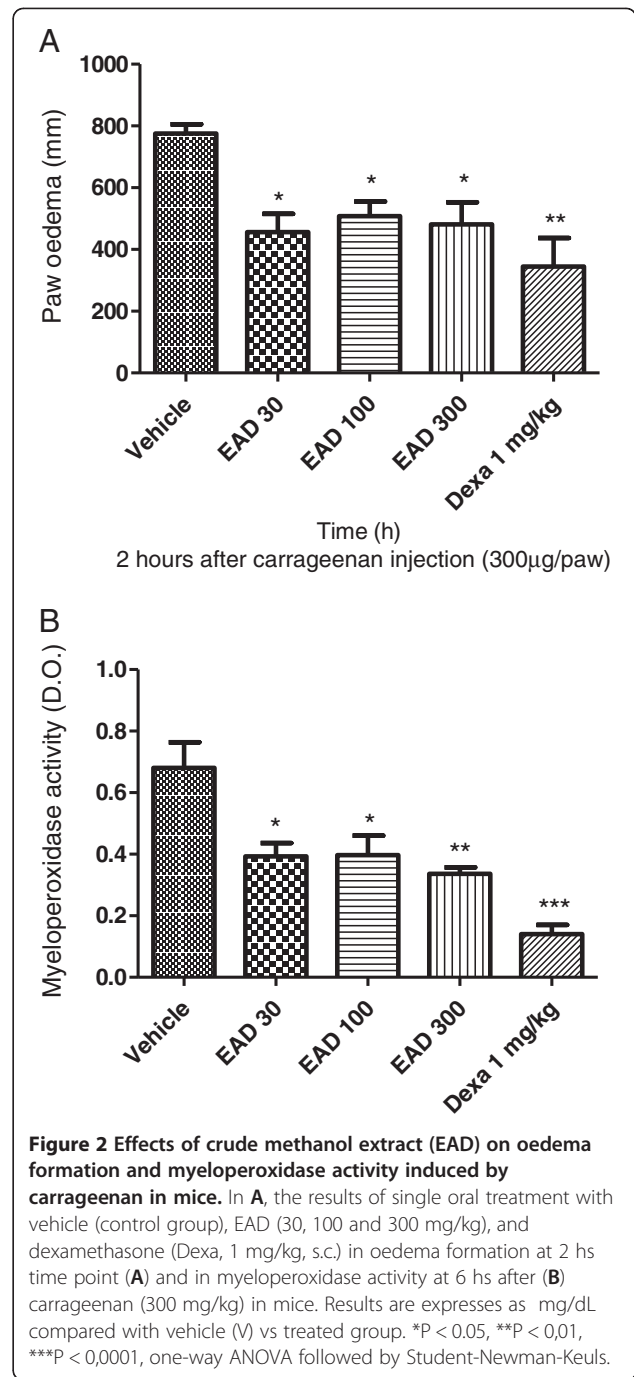 A
Paw oedema (mm)
1000
800
600
400
200
0
*
*
*
**
Vehicle
EAD 30
EAD 100
EAD 300
Dexa 1 mg/kg
Time (h)
2 hours after carrageenan injection (300µg/paw)
B
Myeloperoxidase activity (D.O.)
1.0
0.8
0.6
0.4
0.2
0.0
*
*
**
***
Vehicle
EAD 30
EAD 100
EAD 300
Dexa 1 mg/kg
Figure 2 Effects of crude methanol extract (EAD) on oedema
formation and myeloperoxidase activity induced by
carrageenan in mice. In A, the results of single oral treatment with
vehicle (control group), EAD (30, 100 and 300 mg/kg), and
dexamethasone (Dexa, 1 mg/kg, s.c.) in oedema formation at 2 hs
time point (A) and in myeloperoxidase activity at 6 hs after (B)
carrageenan (300 mg/kg) in mice. Results are expresses as mg/dL
compared with vehicle (V) vs treated group. *P < 0.05, **P < 0,01,
***P < 0,0001, one-way ANOVA followed by Student-Newman-Keuls.